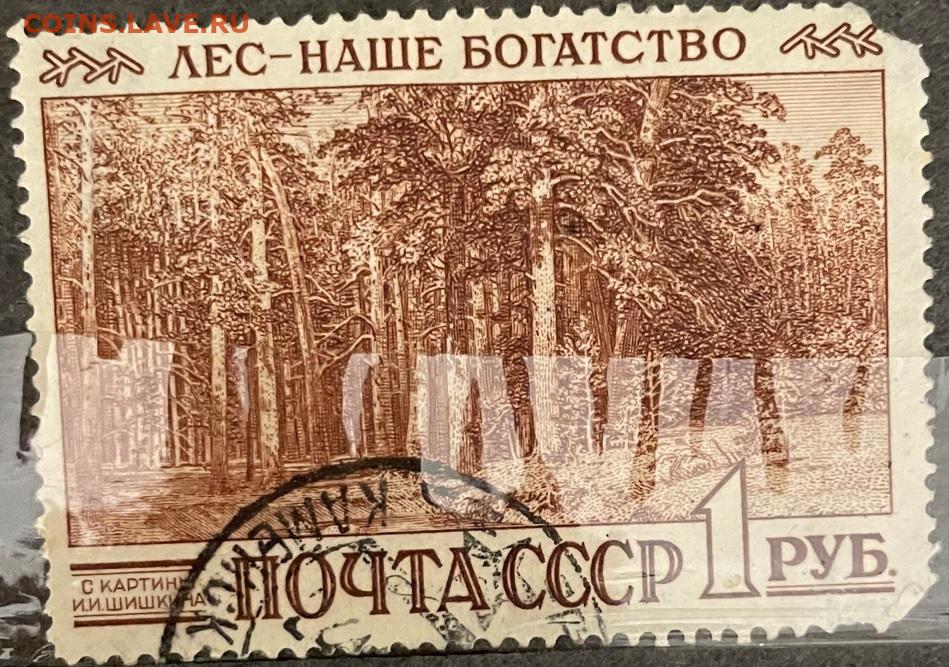 COINS.LAVE.RU
ЛЕС-НАШЕ БОГАТСТВО
С КАРТИНЫ
И.И.ШИШКИНА
ПОЧТА СССР 1 РУБ.